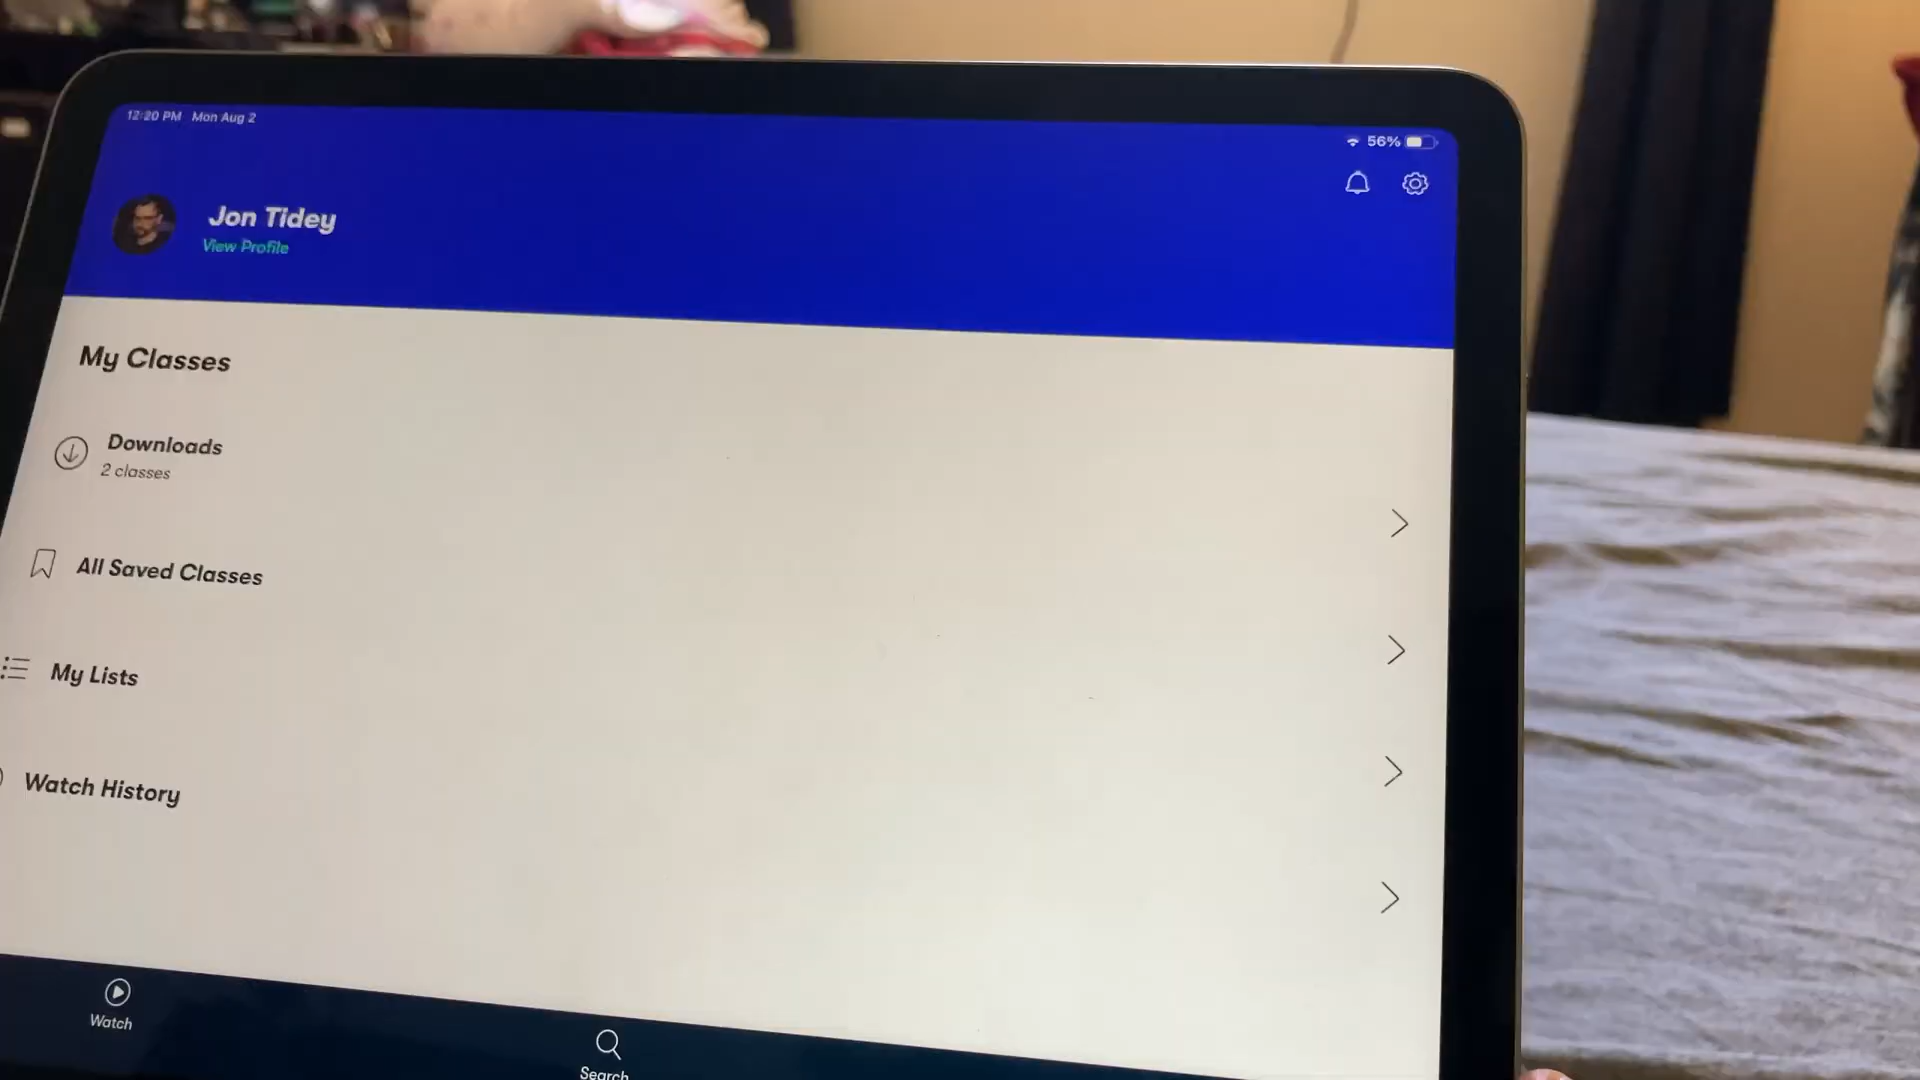 12:20 PM Mon Aug 2
56%
Jon Tidey
View Profile
My Classes
Downloads
2 classes
All Saved Classes
My Lists
Watch History
Watch
Search